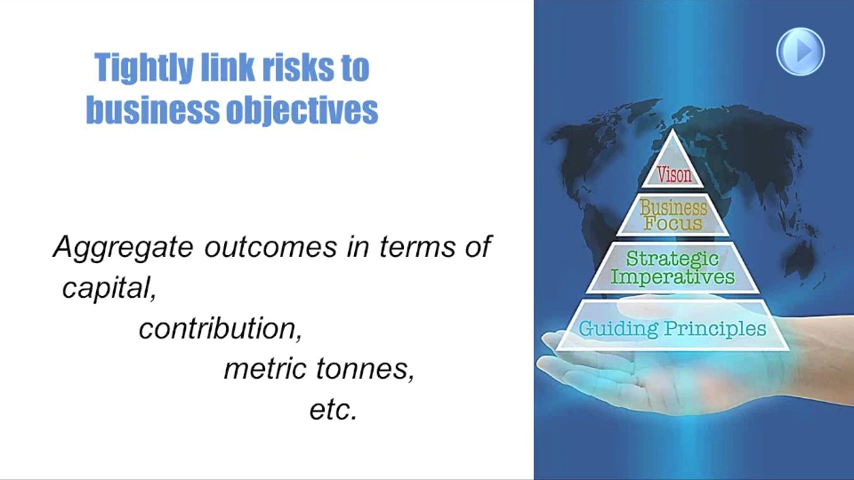 Tightly link risks to
business objectives
Aggregate outcomes in terms of
capital,
contribution,
metric tonnes,
etc.
Vison
Business
Focus
Strategic
Imperatives
Guiding Principles